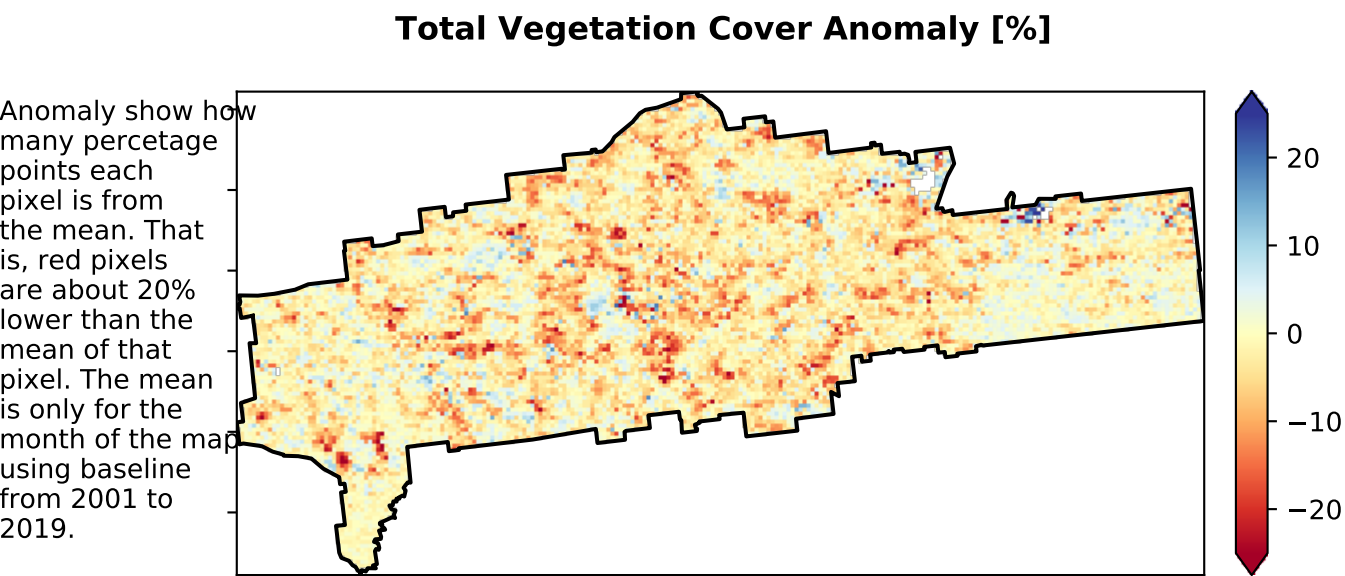 Total Vegetation Cover Anomaly [%]
Anomaly show how
many percetage
points each
pixel is from
the mean. That
is, red pixels
are about 20%
lower than the
mean of that
pixel. The mean
is only for the
month of the map
using baseline
from 2001 to
2019.
20
10
0
−10
−20